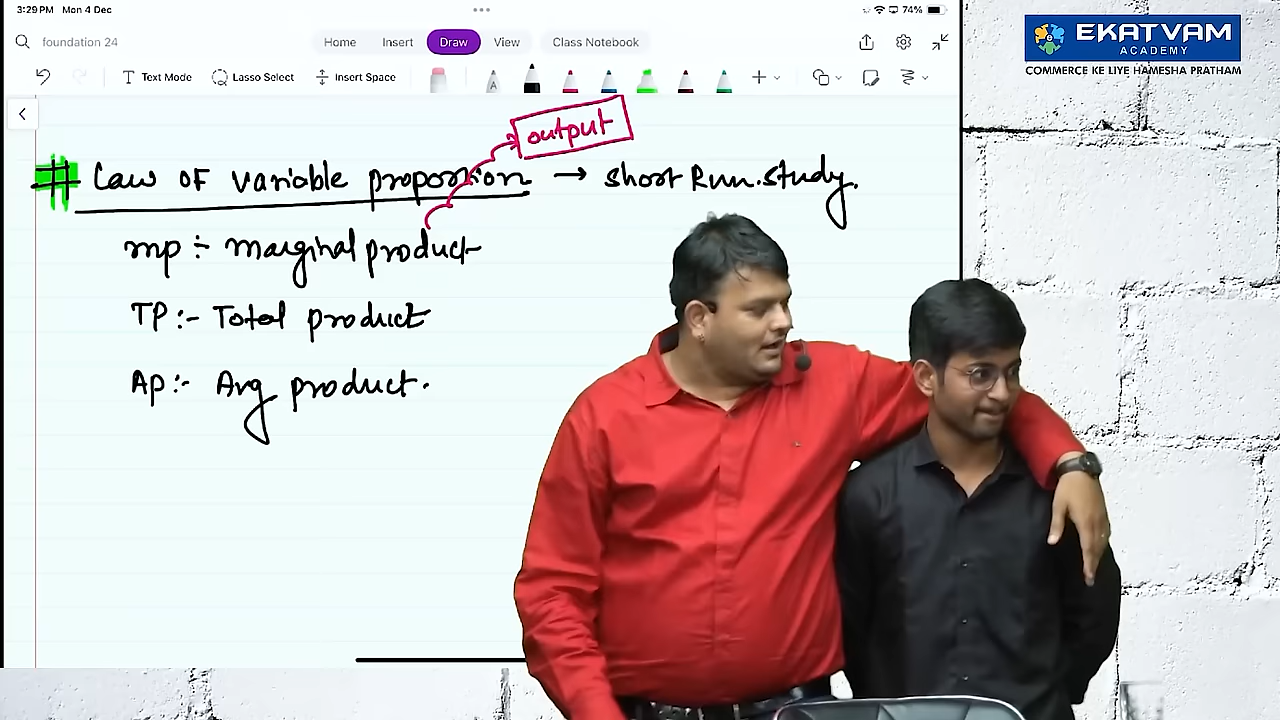 3:29 PM Mon 4 Dec
74%
foundation 24
Home Insert Draw View Class Notebook
Text Mode Lasso Select Insert Space
EKATVAM
ACADEMY
COMMERCE KE LIYE HAMESHA PRATHAM
output
# Law OF variable proportion → short Run study.
mp :- marginal product
TP :- Total product
Ap :- Avg product.